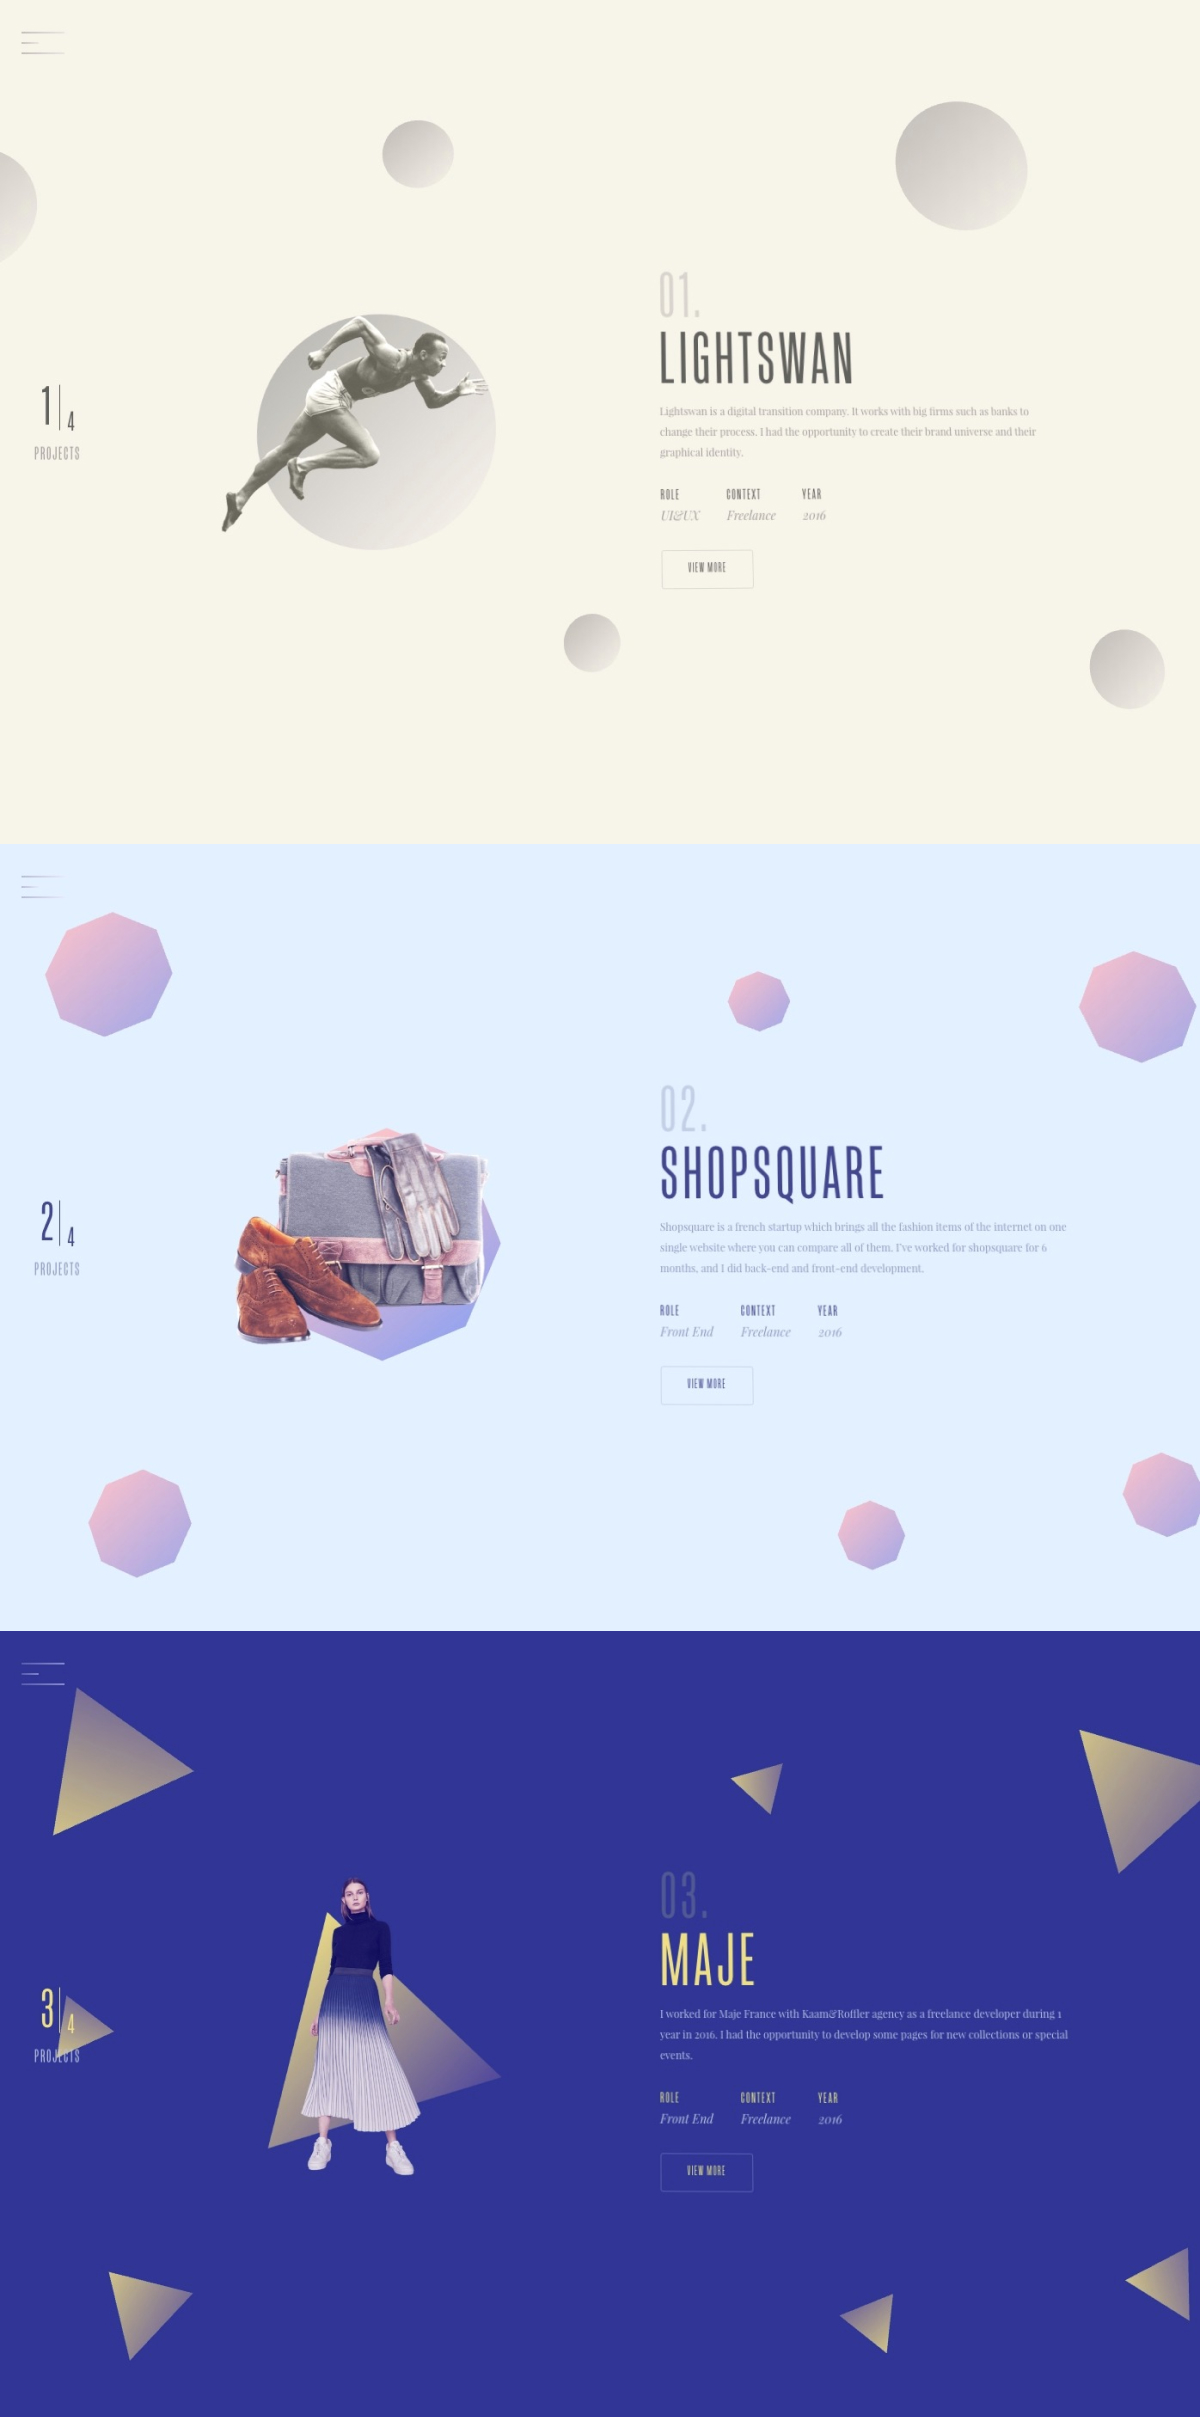 01.
LIGHTSWAN
Lightswan is a digital transition company. It works with big firms such as banks to
change their process. I had the opportunity to create their brand universe and their
graphical identity.
1 4
PROJECTS
ROLE CONTEXT YEAR
UI&UX Freelance 2016
VIEW MORE
02.
SHOPSQUARE
Shopsquare is a french startup which brings all the fashion items of the internet on one
single website where you can compare all of them. I've worked for shopsquare for 6
months, and I did back-end and front-end development.
2 4
PROJECTS
ROLE CONTEXT YEAR
Front End Freelance 2016
VIEW MORE
03.
MAJE
I worked for Maje France with Kaam&Roffler agency as a freelance developer during 1
year in 2016. I had the opportunity to develop some pages for new collections or special
events.
3 4
PROJECTS
ROLE CONTEXT YEAR
Front End Freelance 2016
VIEW MORE